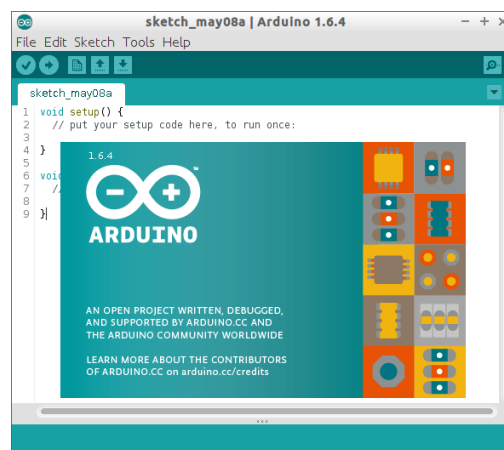 sketch_may08a | Arduino 1.6.4
File Edit Sketch Tools Help
sketch_may08a
1 void setup() {
2 // put your setup code here, to run once:
3
4 }
5
6 voi
7 /
8
9 }
1.6.4
ARDUINO
TM
AN OPEN PROJECT WRITTEN, DEBUGGED,
AND SUPPORTED BY ARDUINO.CC AND
THE ARDUINO COMMUNITY WORLDWIDE
LEARN MORE ABOUT THE CONTRIBUTORS
OF ARDUINO.CC on arduino.cc/credits